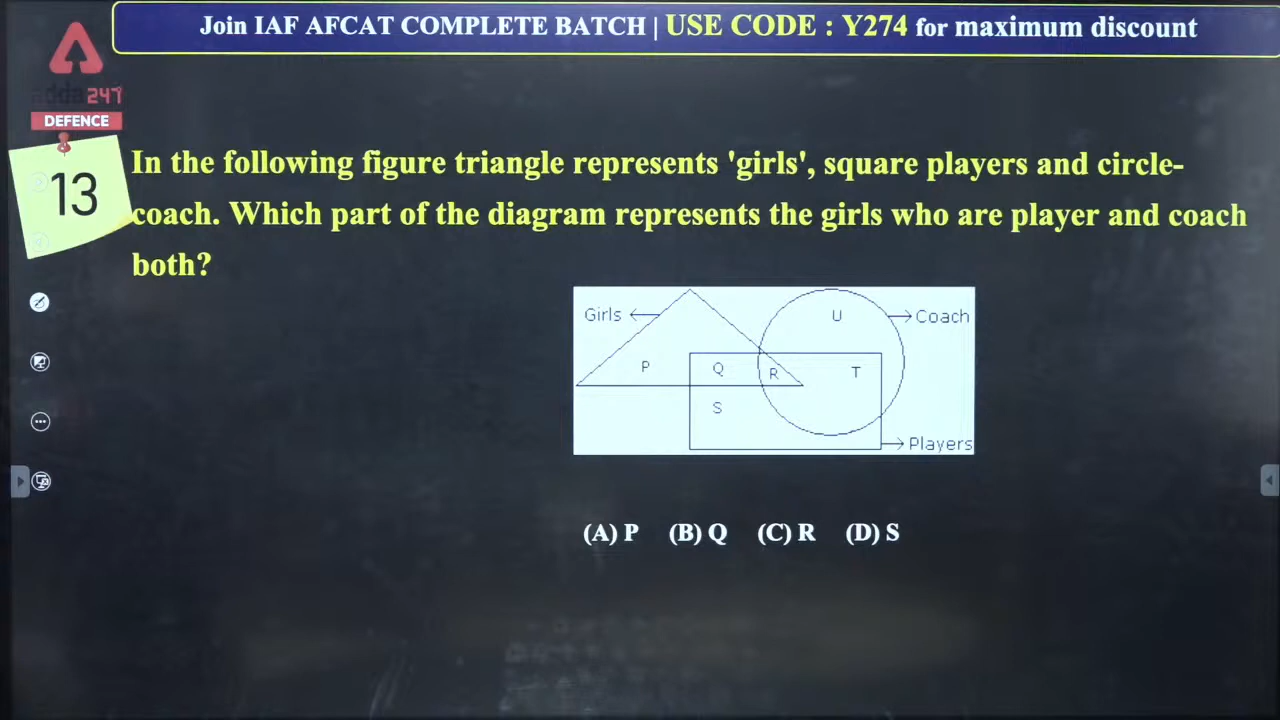 Join IAF AFCAT COMPLETE BATCH | USE CODE : Y274 for maximum discount
adda247
DEFENCE
13
In the following figure triangle represents 'girls', square players and circle-
coach. Which part of the diagram represents the girls who are player and coach
both?
Girls
U
Coach
P
Q
R
T
S
Players
(A) P (B) Q (C) R (D) S